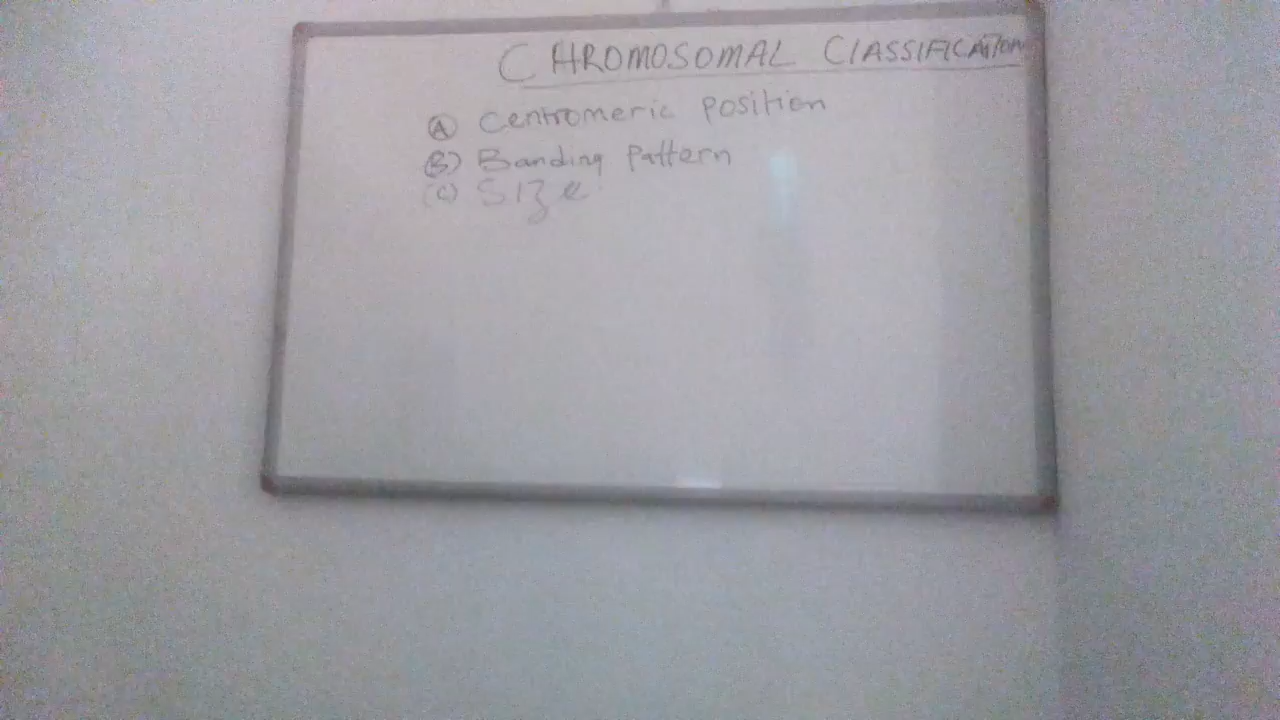 CHROMOSOMAL ClASSIFICATION
(A) Centromeric position
(B) Banding Pattern
(C) SIze